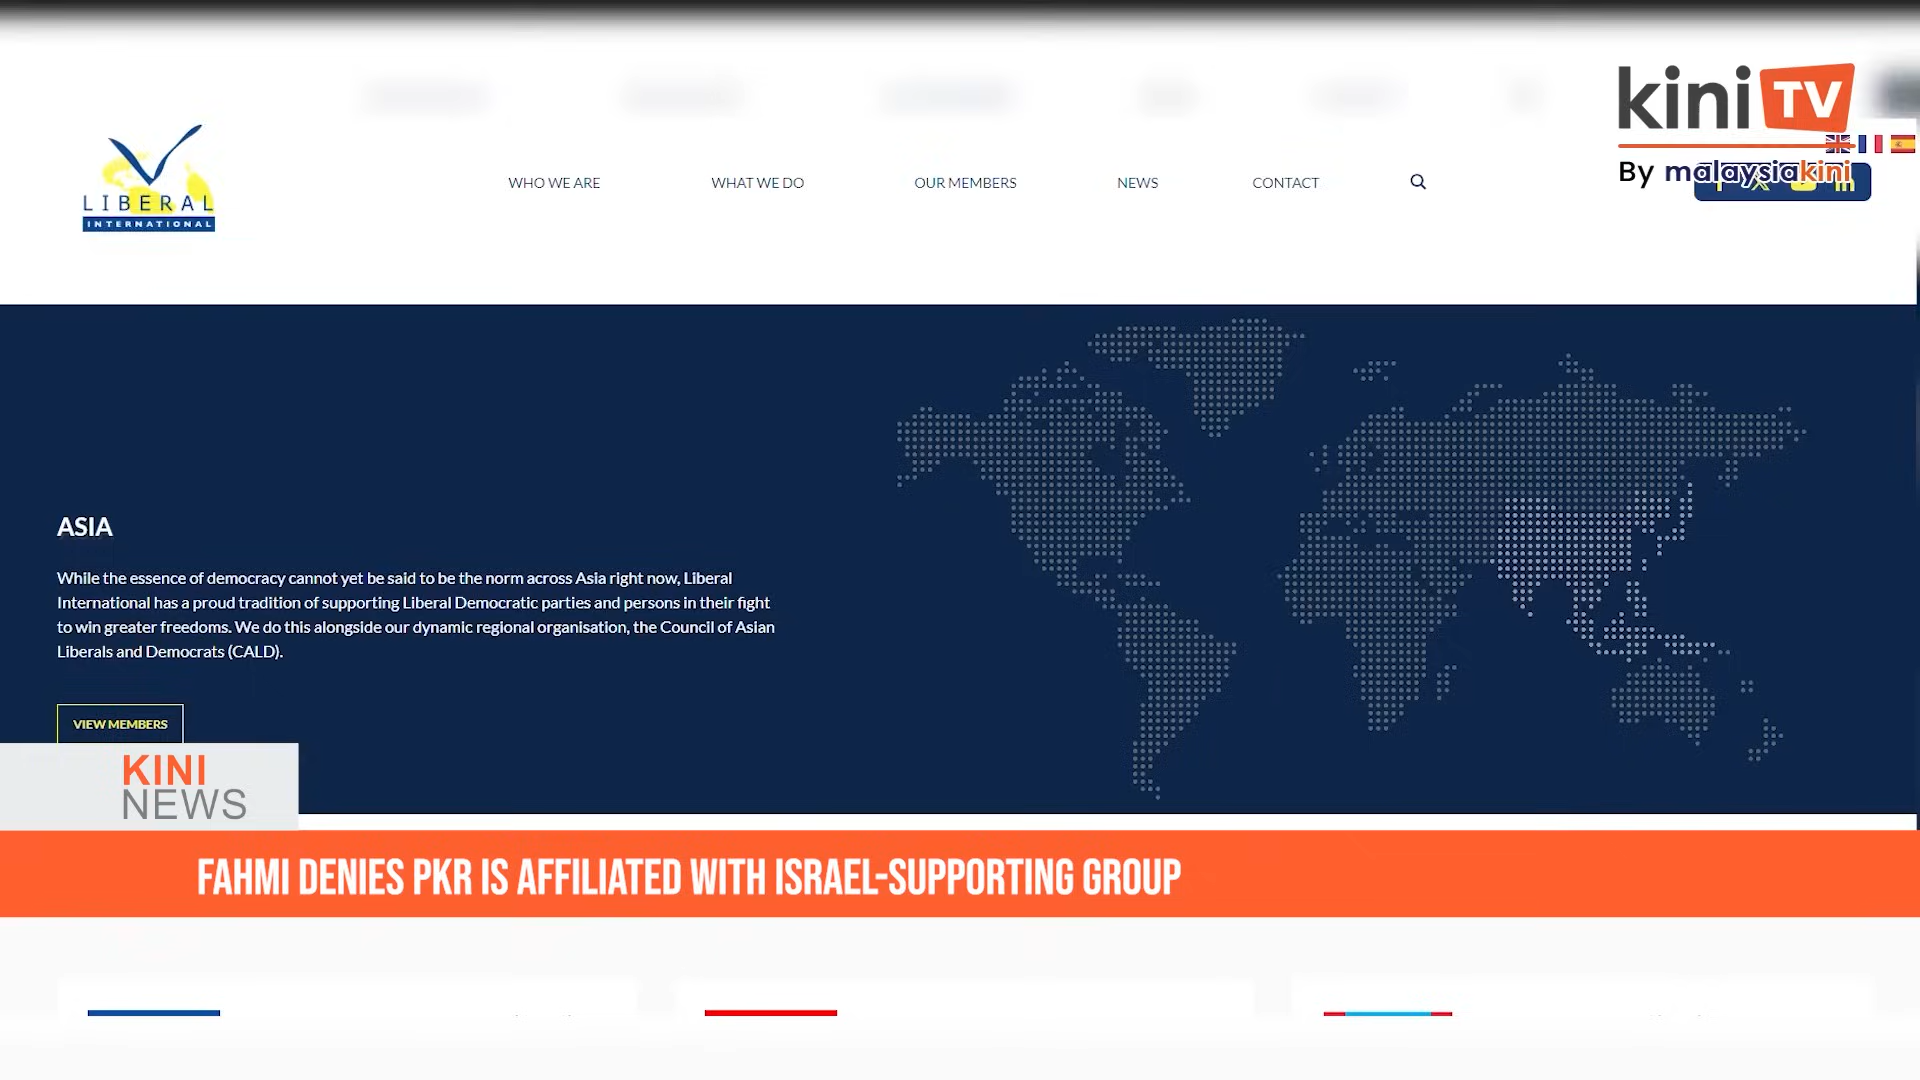 kini TV
By malaysiakini
LIBERAL
INTERNATIONAL
WHO WE ARE
WHAT WE DO
OUR MEMBERS
NEWS
CONTACT
ASIA
While the essence of democracy cannot yet be said to be the norm across Asia right now, Liberal
International has a proud tradition of supporting Liberal Democratic parties and persons in their fight
to win greater freedoms. We do this alongside our dynamic regional organisation, the Council of Asian
Liberals and Democrats (CALD).
VIEW MEMBERS
KINI
NEWS
FAHMI DENIES PKR IS AFFILIATED WITH ISRAEL-SUPPORTING GROUP